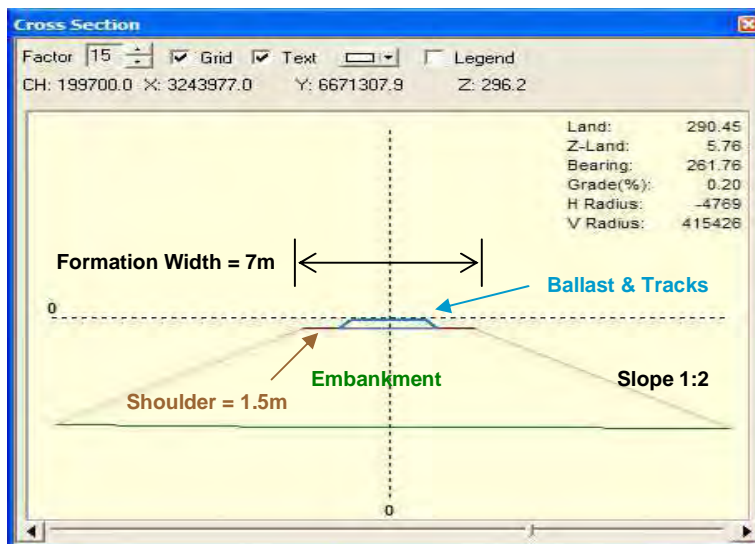 Cross Section
Factor 15 Grid Text Legend
CH: 199700.0 X: 3243977.0 Y: 6671307.9 Z: 296.2
Land: 290.45
Z-Land: 5.76
Bearing: 261.76
Grade(%): 0.20
H Radius: -4769
V Radius: 415426
Formation Width = 7m
Ballast & Tracks
0
Embankment
Slope 1:2
Shoulder = 1.5m
0